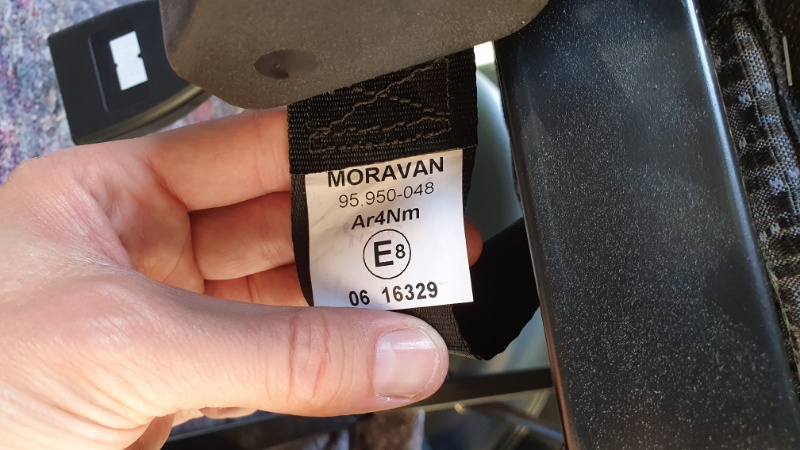 MORAVAN
95.950-048
Ar4Nm
E8
06 16329